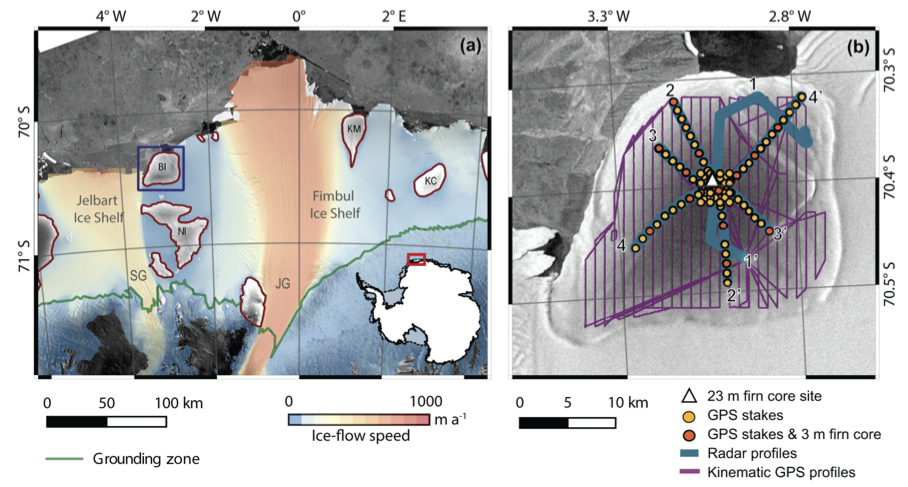 4° W
2° W
0°
2° E
(a)
70° S
71° S
BI
KM
KC
NI
Jelbart
Ice Shelf
Fimbul
Ice Shelf
SG
JG
0
50
100 km
0
1000
m a⁻¹
Ice-flow speed
Grounding zone
3.3° W
2.8° W
(b)
70.3° S
70.4° S
70.5° S
1
2
4'
3
4
3'
1'
2'
0
5
10 km
23 m firn core site
GPS stakes
GPS stakes & 3 m firn core
Radar profiles
Kinematic GPS profiles